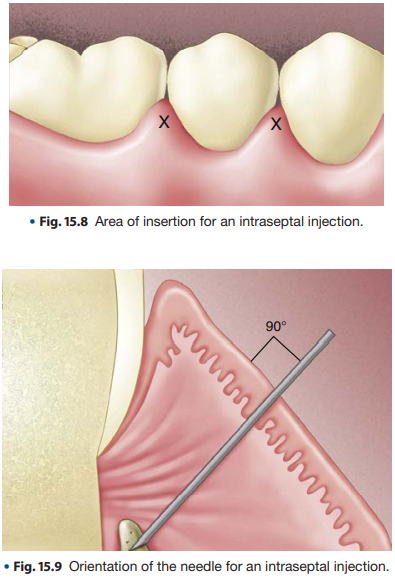 X X
• Fig. 15.8 Area of insertion for an intraseptal injection.
90°
• Fig. 15.9 Orientation of the needle for an intraseptal injection.